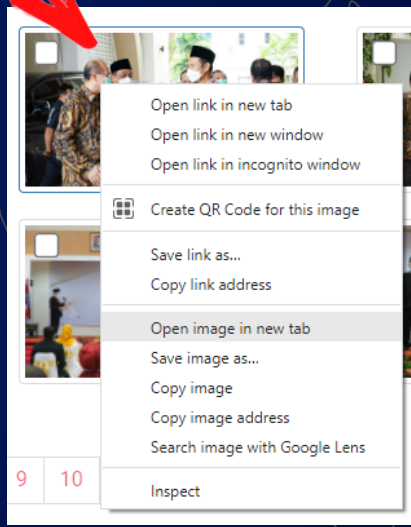 Open link in new tab
Open link in new window
Open link in incognito window
Create QR Code for this image
Save link as...
Copy link address
Open image in new tab
Save image as...
Copy image
Copy image address
Search image with Google Lens
Inspect
9 10